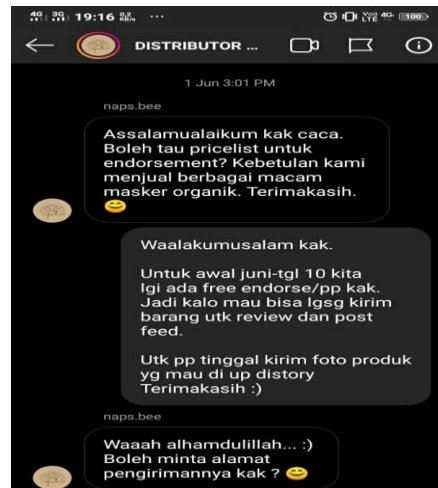 19:16
DISTRIBUTOR ...
1 Jun 3:01 PM
naps.bee
Assalamualaikum kak caca.
Boleh tau pricelist untuk
endorsement? Kebetulan kami
menjual berbagai macam
masker organik. Terimakasih.
Waalakumusalam kak.
Untuk awal juni-tgl 10 kita
lgi ada free endorse/pp kak.
Jadi kalo mau bisa lgsg kirim
barang utk review dan post
feed.
Utk pp tinggal kirim foto produk
yg mau di up distory
Terimakasih :)
naps.bee
Waaah alhamdulillah... :)
Boleh minta alamat
pengirimannya kak ?